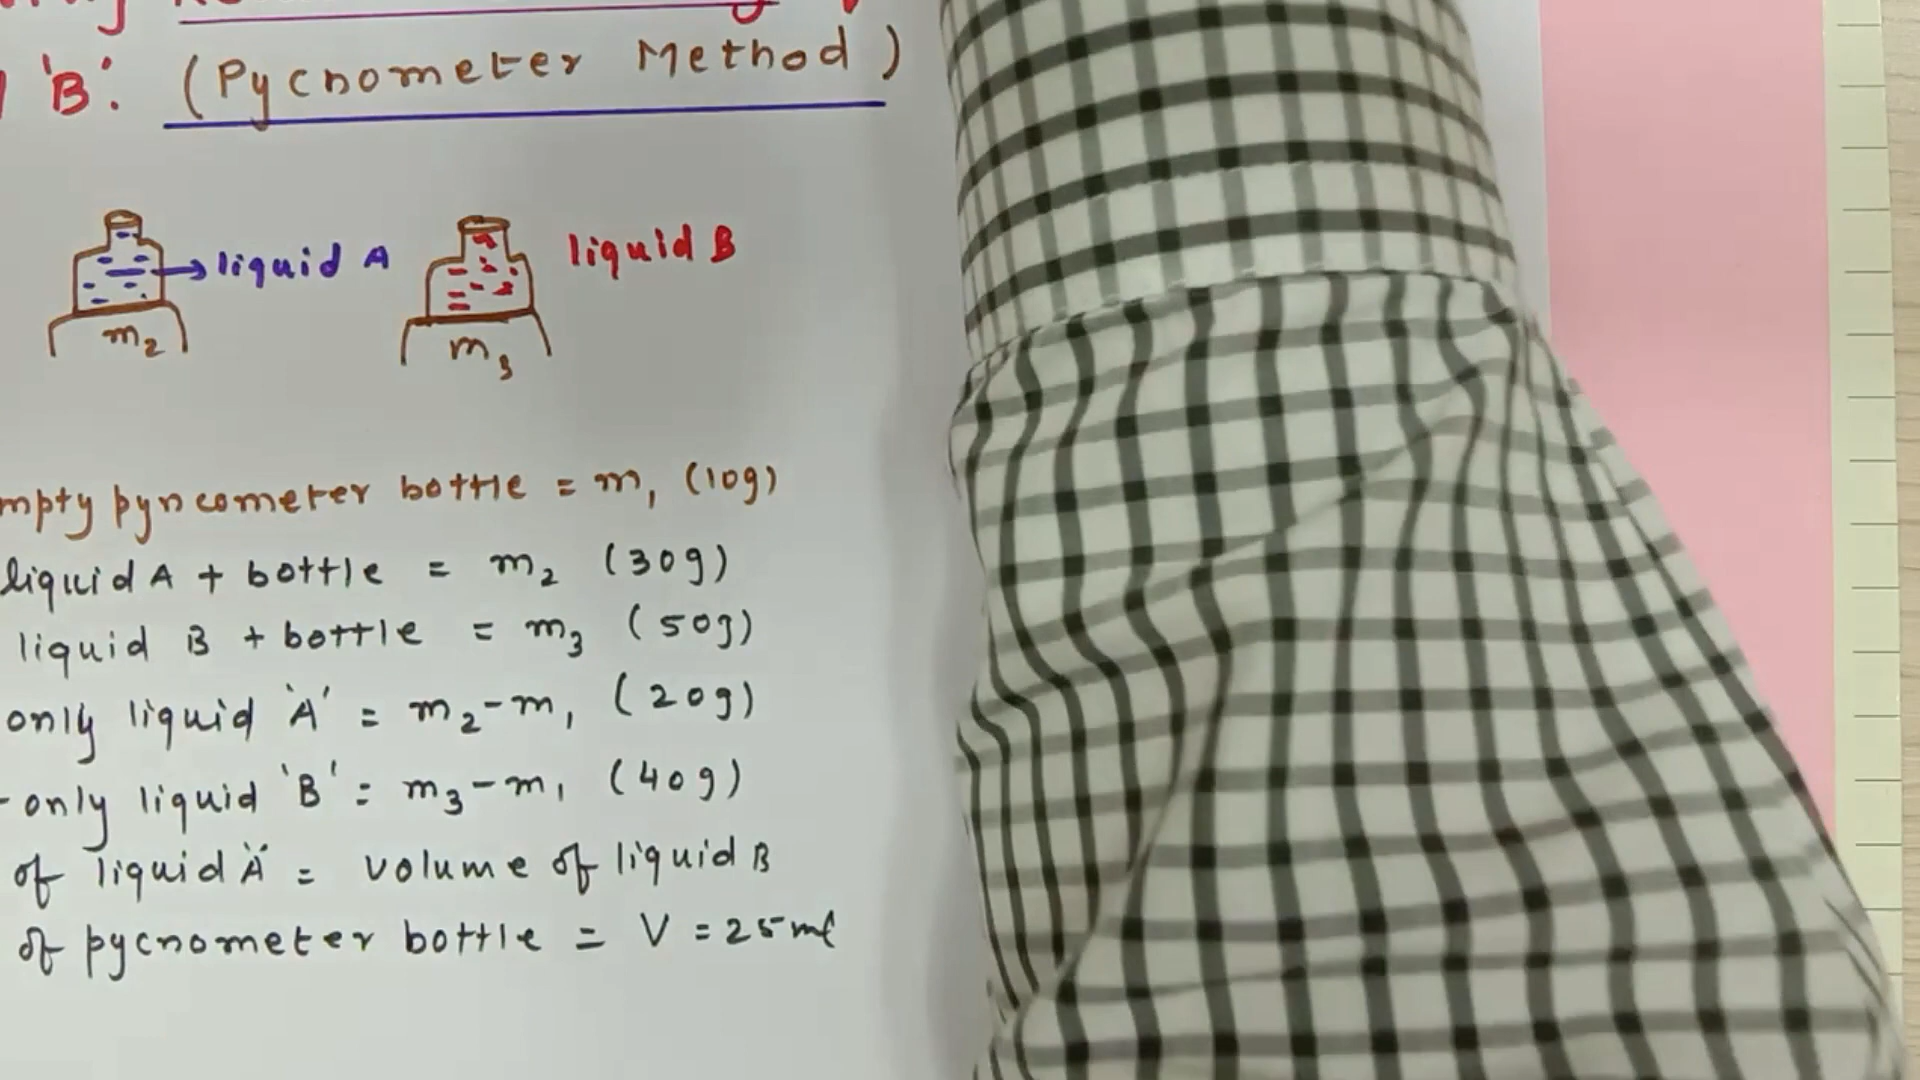 'B': (Pycnometer Method)
liquid A
liquid B
m2
m3
mpty pyncometer bottle = m1 (10g)
liquid A + bottle = m2 (30g)
liquid B + bottle = m3 (50g)
only liquid 'A' = m2-m1 (20g)
only liquid 'B' = m3-m1 (40g)
of liquid A = volume of liquid B
of pycnometer bottle = V = 25ml